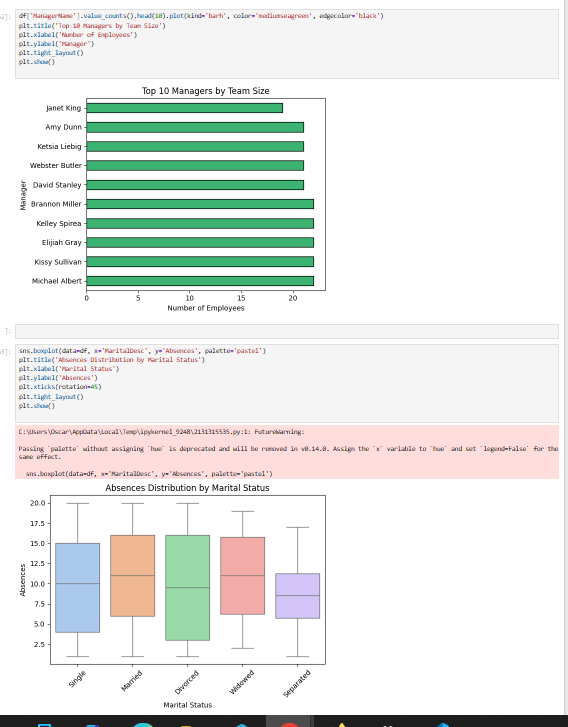 df['ManagerName'].value_counts().head(10).plot(kind='barh', color='mediumseagreen', edgecolor='black')
plt.title('Top 10 Managers by Team Size')
plt.xlabel('Number of Employees')
plt.ylabel('Manager')
plt.tight_layout()
plt.show()
Top 10 Managers by Team Size
Janet King
Amy Dunn
Ketsia Liebig
Webster Butler
David Stanley
Brannon Miller
Kelley Spirea
Elijiah Gray
Kissy Sullivan
Michael Albert
Manager
0 5 10 15 20
Number of Employees
]:
sns.boxplot(data=df, x='MaritalDesc', y='Absences', palette='pastel')
plt.title('Absences Distribution by Marital Status')
plt.xlabel('Marital Status')
plt.ylabel('Absences')
plt.xticks(rotation=45)
plt.tight_layout()
plt.show()
C:\Users\Oscar\AppData\Local\Temp\ipykernel_9248\2131315535.py:1: FutureWarning:
Passing `palette` without assigning `hue` is deprecated and will be removed in v0.14.0. Assign the `x` variable to `hue` and set `legend=False` for the
same effect.
sns.boxplot(data=df, x='MaritalDesc', y='Absences', palette='pastel')
Absences Distribution by Marital Status
20.0
17.5
15.0
12.5
10.0
7.5
5.0
2.5
Absences
Single Married Divorced Widowed Separated
Marital Status